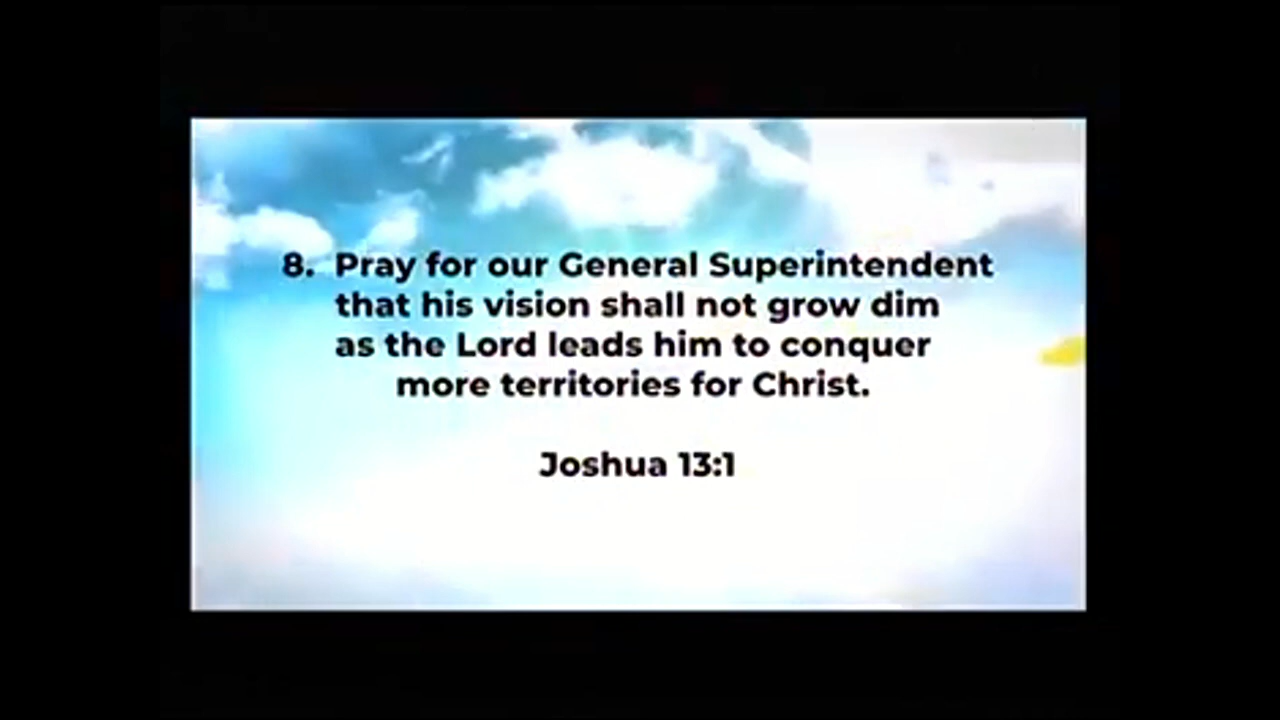 8. Pray for our General Superintendent
that his vision shall not grow dim
as the Lord leads him to conquer
more territories for Christ.
Joshua 13:1